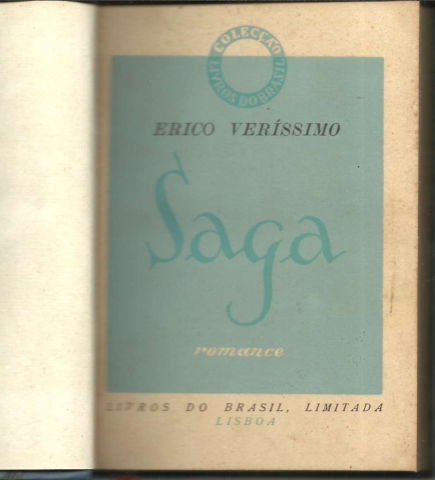 COLECÇÃO
LIVROS DO BRASIL
ERICO VERÍSSIMO
Saga
romance
LIVROS DO BRASIL, LIMITADA
LISBOA